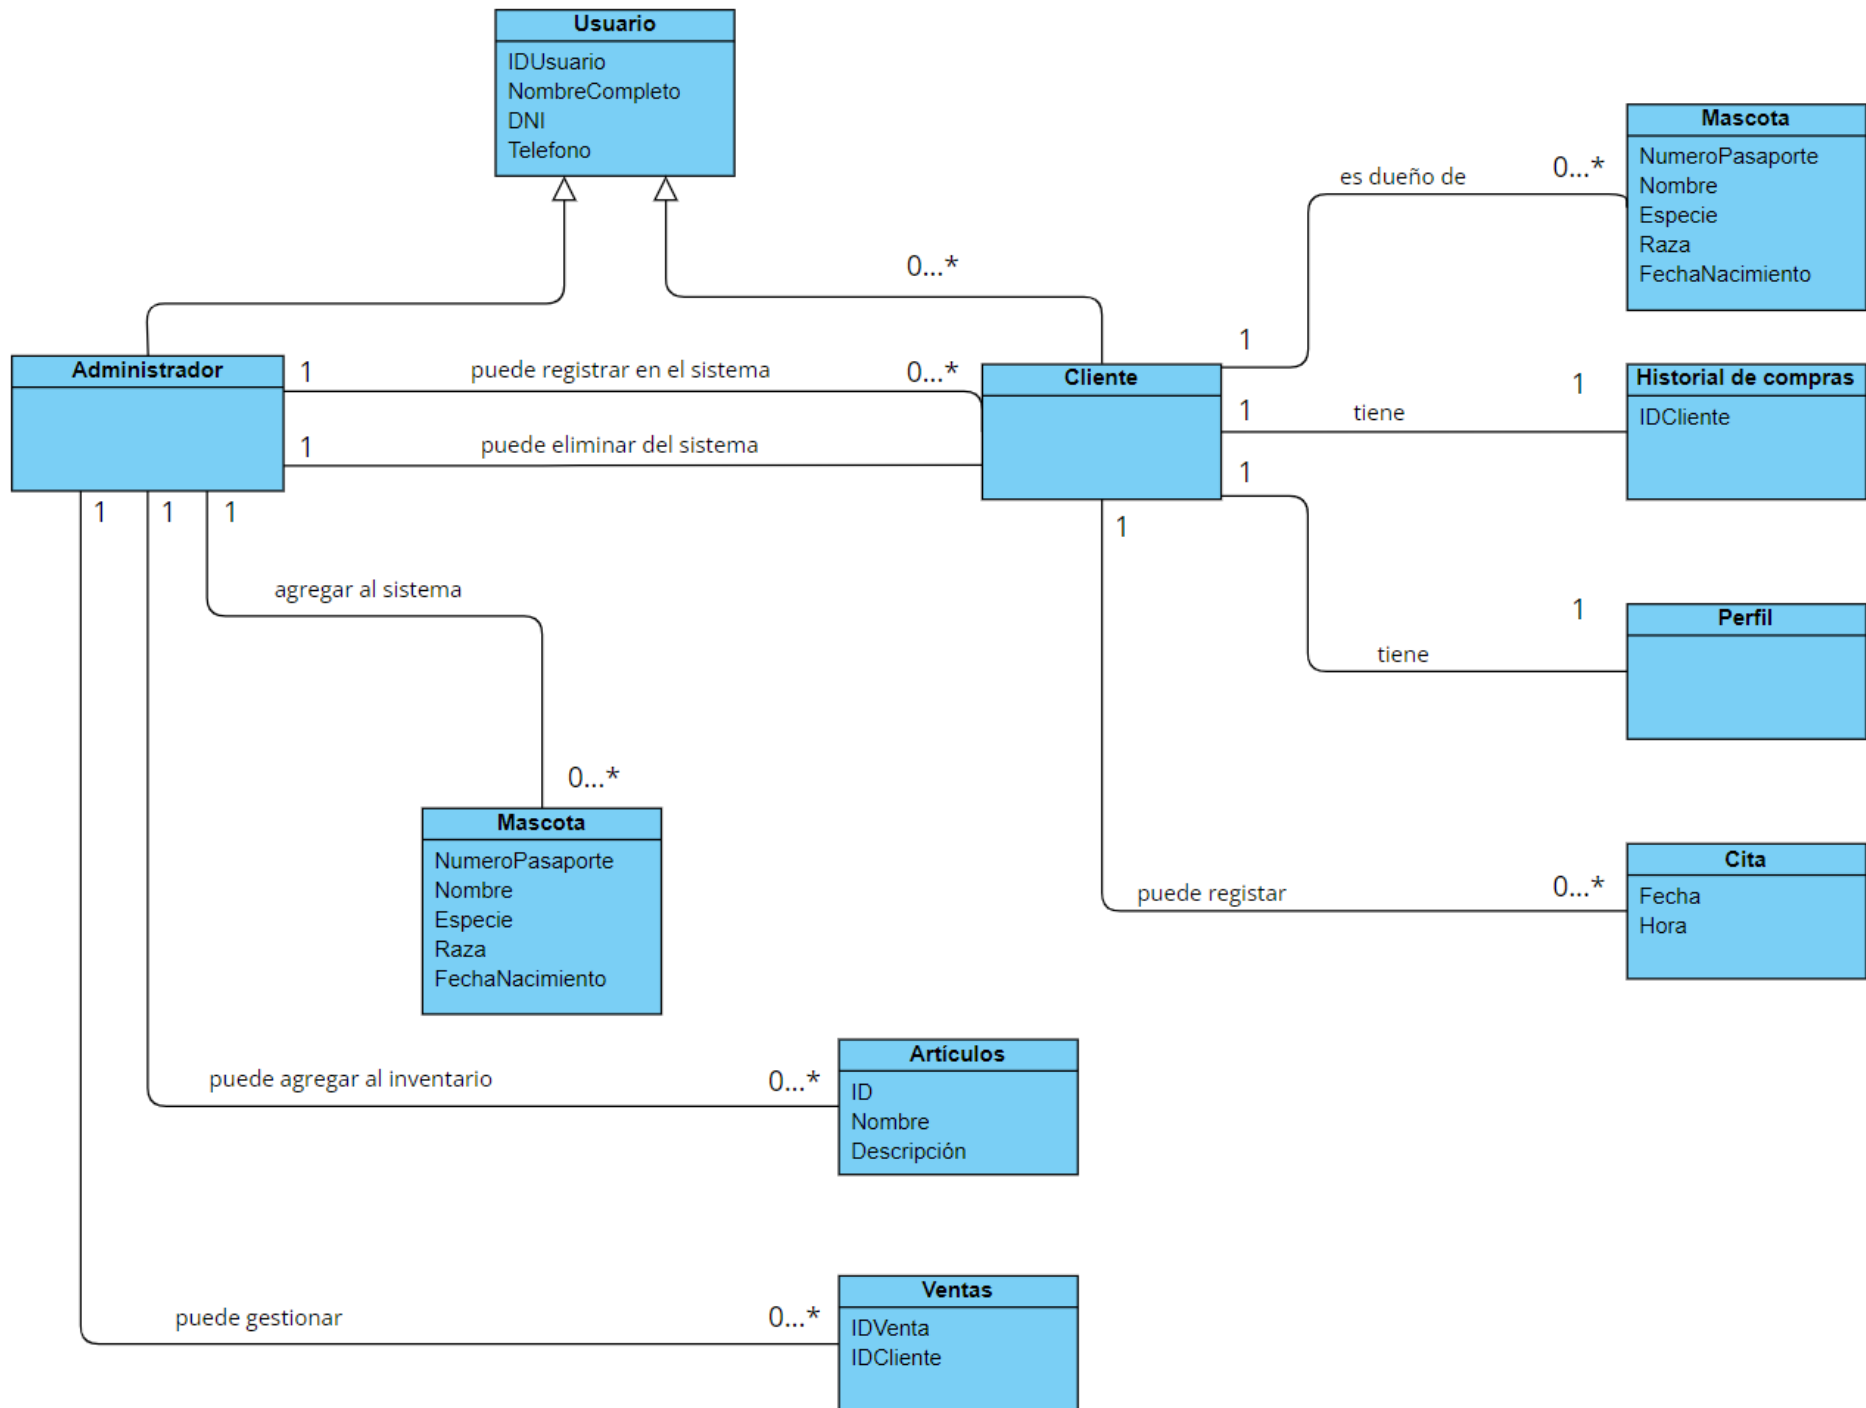 Usuario
IDUsuario
NombreCompleto
DNI
Telefono
Mascota
NumeroPasaporte
Nombre
Especie
Raza
FechaNacimiento
es dueño de
0...*
0...*
1
Administrador
1
puede registrar en el sistema
0...*
Cliente
1
puede eliminar del sistema
1
tiene
1
Historial de compras
IDCliente
1
1
1
1
1
tiene
1
Perfil
agregar al sistema
0...*
Mascota
NumeroPasaporte
Nombre
Especie
Raza
FechaNacimiento
puede registar
0...*
Cita
Fecha
Hora
puede agregar al inventario
0...*
Artículos
ID
Nombre
Descripción
puede gestionar
0...*
Ventas
IDVenta
IDCliente